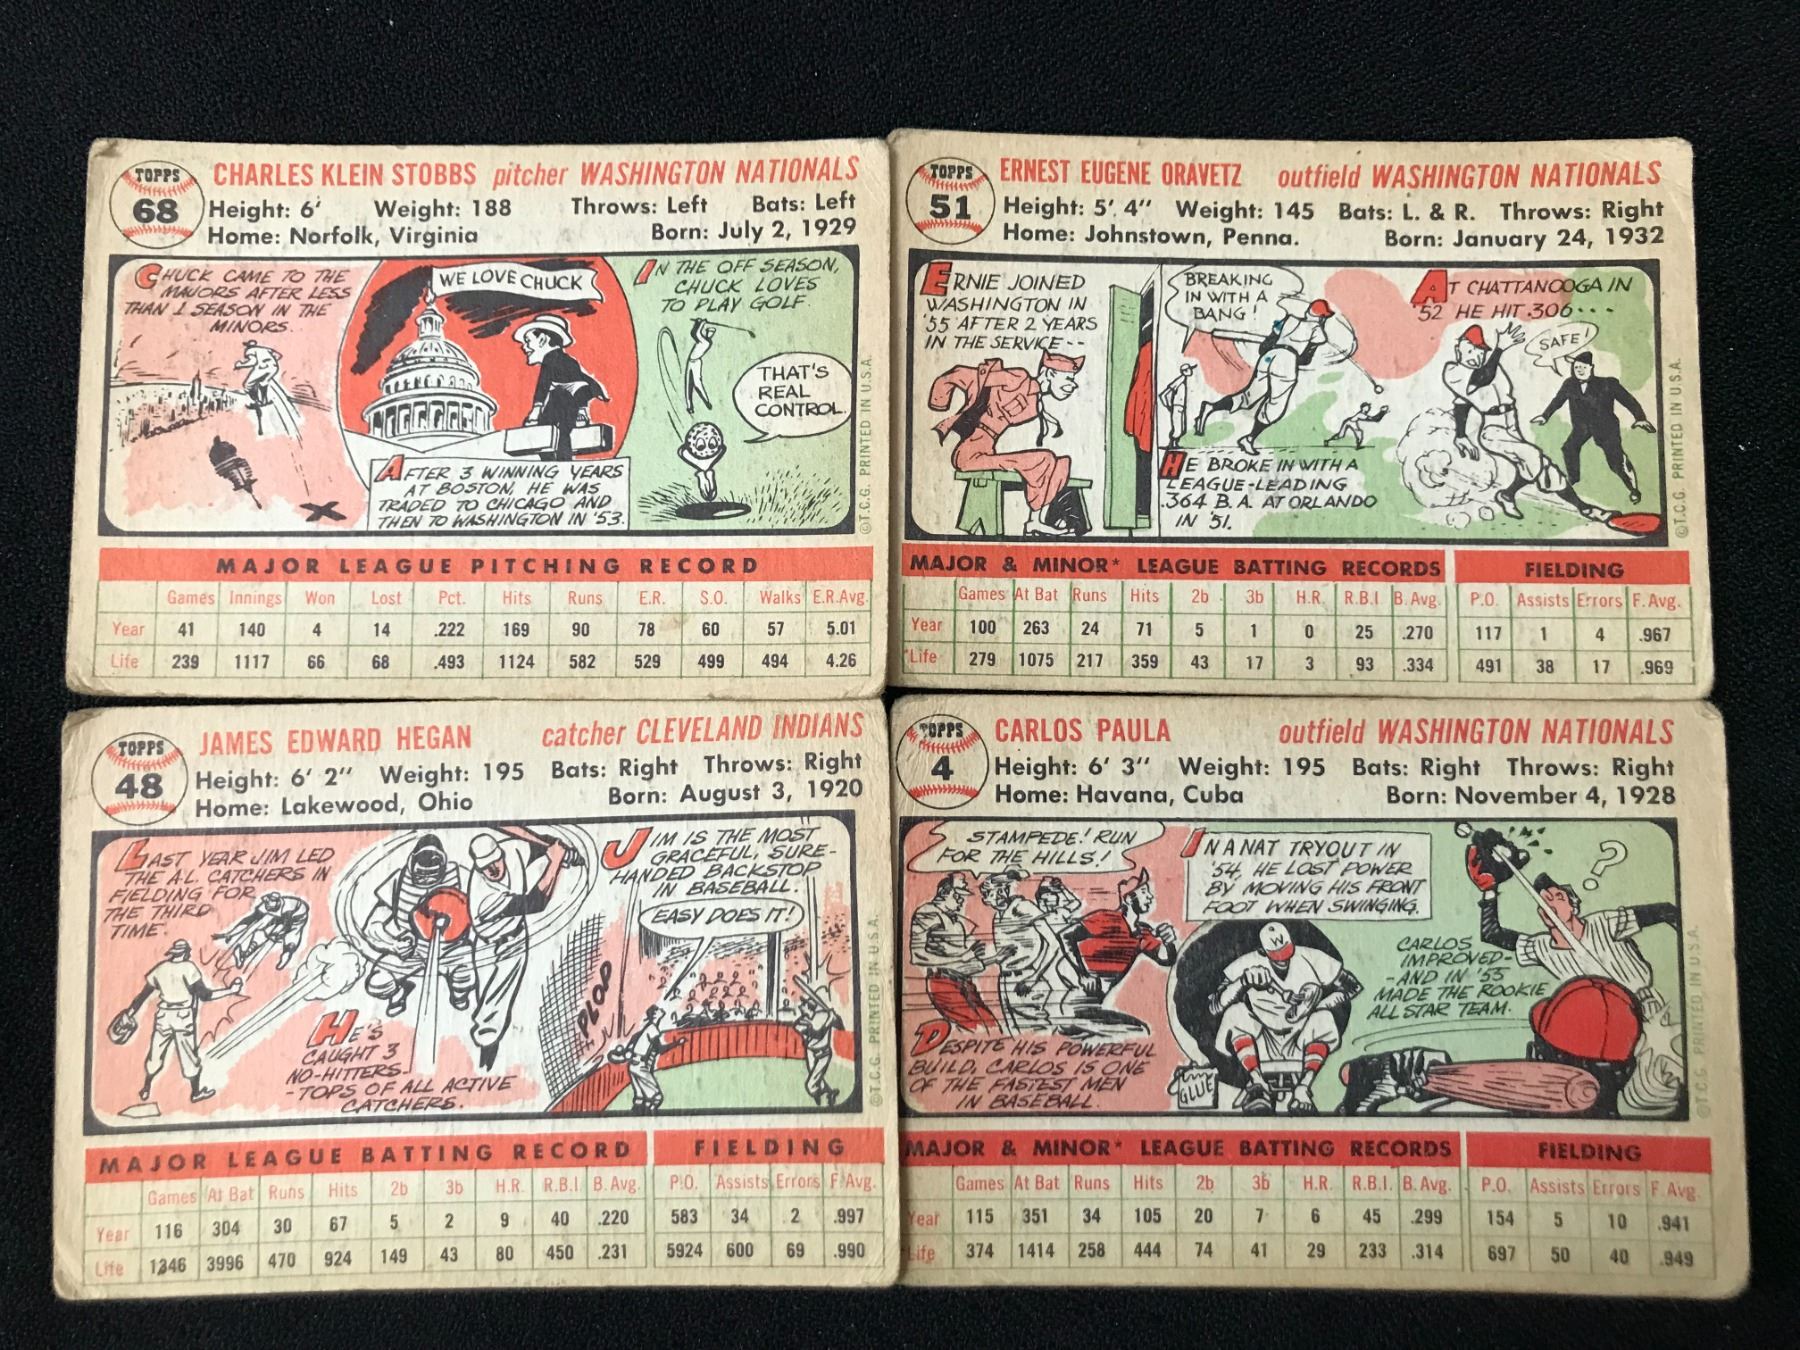 TOPPS
68
CHARLES KLEIN STOBBS pitcher WASHINGTON NATIONALS
Height: 6' Weight: 188 Throws: Left Bats: Left
Home: Norfolk, Virginia Born: July 2, 1929
CHUCK CAME TO THE
MAJORS AFTER LESS
THAN 1 SEASON IN THE
MINORS.
WE LOVE CHUCK
AFTER 3 WINNING YEARS
AT BOSTON, HE WAS
TRADED TO CHICAGO AND
THEN TO WASHINGTON IN '53.
IN THE OFF SEASON,
CHUCK LOVES
TO PLAY GOLF.
THAT'S
REAL
CONTROL.
©T.C.G. PRINTED IN U.S.A.
MAJOR LEAGUE PITCHING RECORD
Games Innings Won Lost Pct. Hits Runs E.R. S.O. Walks E.R.Avg.
Year 41 140 4 14 .222 169 90 78 60 57 5.01
Life 239 1117 66 68 .493 1124 582 529 499 494 4.26
TOPPS
51
ERNEST EUGENE ORAVETZ outfield WASHINGTON NATIONALS
Height: 5' 4" Weight: 145 Bats: L. & R. Throws: Right
Home: Johnstown, Penna. Born: January 24, 1932
ERNIE JOINED
WASHINGTON IN
'55 AFTER 2 YEARS
IN THE SERVICE--
BREAKING
IN WITH A
BANG!
HE BROKE IN WITH A
LEAGUE-LEADING
.364 B.A. AT ORLANDO
IN '51.
AT CHATTANOOGA IN
'52 HE HIT .306...
SAFE!
©T.C.G. PRINTED IN U.S.A.
MAJOR & MINOR* LEAGUE BATTING RECORDS FIELDING
Games At Bat Runs Hits 2b 3b H.R. R.B.I B.Avg. P.O. Assists Errors F.Avg.
Year 100 263 24 71 5 1 0 25 .270 117 1 4 .967
*Life 279 1075 217 359 43 17 3 93 .334 491 38 17 .969
TOPPS
48
JAMES EDWARD HEGAN catcher CLEVELAND INDIANS
Height: 6' 2" Weight: 195 Bats: Right Throws: Right
Home: Lakewood, Ohio Born: August 3, 1920
LAST YEAR JIM LED
THE A.L. CATCHERS IN
FIELDING FOR
THE THIRD
TIME.
HE'S
CAUGHT 3
NO-HITTERS-
-TOPS OF ALL ACTIVE
CATCHERS.
JIM IS THE MOST
GRACEFUL, SURE-
HANDED BACKSTOP
IN BASEBALL.
EASY DOES IT!
PLOP
©T.C.G. PRINTED IN U.S.A.
MAJOR LEAGUE BATTING RECORD FIELDING
Games At Bat Runs Hits 2b 3b H.R. R.B.I B.Avg. P.O. Assists Errors F.Avg.
Year 116 304 30 67 5 2 9 40 .220 583 34 2 .997
Life 1346 3996 470 924 149 43 80 450 .231 5924 600 69 .990
TOPPS
4
CARLOS PAULA outfield WASHINGTON NATIONALS
Height: 6' 3" Weight: 195 Bats: Right Throws: Right
Home: Havana, Cuba Born: November 4, 1928
STAMPEDE! RUN
FOR THE HILLS!
DESPITE HIS POWERFUL
BUILD, CARLOS IS ONE
OF THE FASTEST MEN
IN BASEBALL.
IN A NAT TRYOUT IN
'54, HE LOST POWER
BY MOVING HIS FRONT
FOOT WHEN SWINGING.
W
GLUE
?
CARLOS
IMPROVED-
-AND IN '55
MADE THE ROOKIE
ALL STAR TEAM.
©T.C.G. PRINTED IN U.S.A.
MAJOR & MINOR* LEAGUE BATTING RECORDS FIELDING
Games At Bat Runs Hits 2b 3b H.R. R.B.I. B.Avg. P.O. Assists Errors F.Avg.
Year 115 351 34 105 20 7 6 45 .299 154 5 10 .941
Life 374 1414 258 444 74 41 29 233 .314 697 50 40 .949